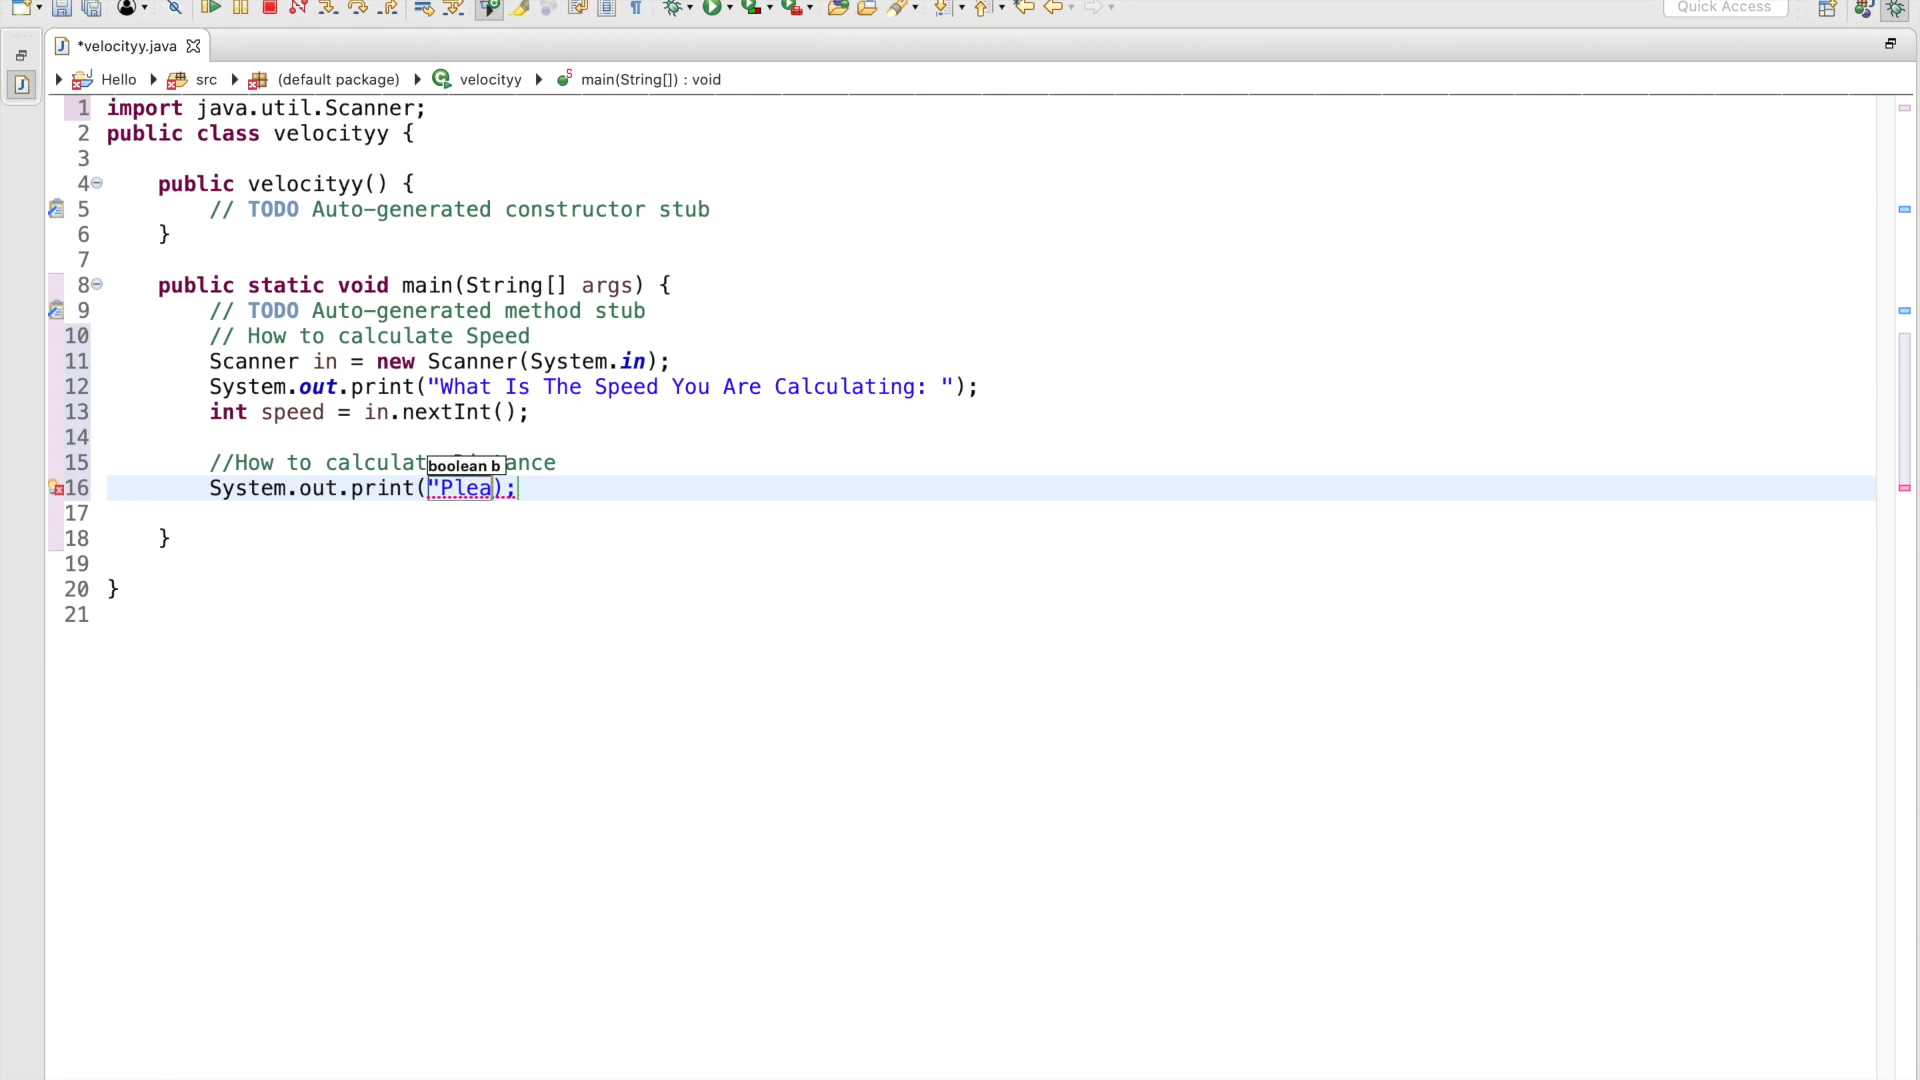 Quick Access
*velocityy.java
Hello src (default package) velocityy main(String[]) : void
1 import java.util.Scanner;
2 public class velocityy {
3
4 public velocityy() {
5 // TODO Auto-generated constructor stub
6 }
7
8 public static void main(String[] args) {
9 // TODO Auto-generated method stub
10 // How to calculate Speed
11 Scanner in = new Scanner(System.in);
12 System.out.print("What Is The Speed You Are Calculating: ");
13 int speed = in.nextInt();
14
15 //How to calculat ance
boolean b
16 System.out.print("Plea);
17
18 }
19
20 }
21